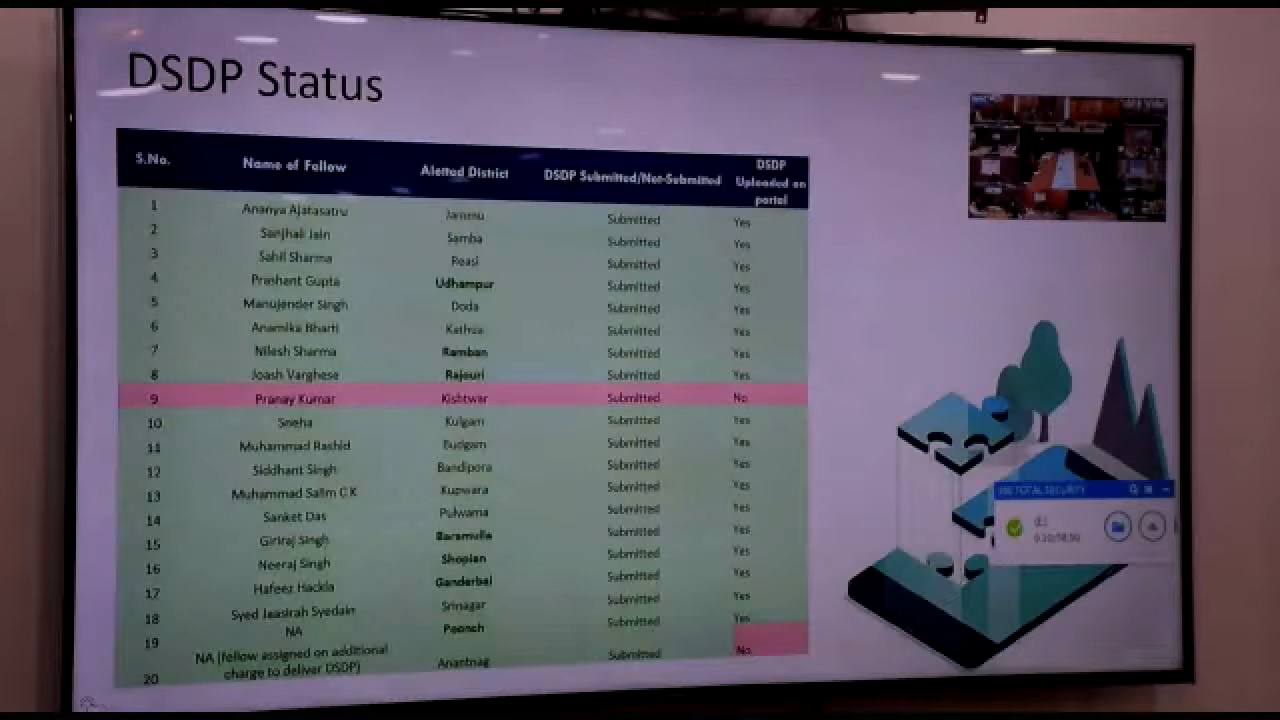 DSDP Status
S.No. Name of Fellow Alotted District DSDP Submitted/Not-Submitted DSDP Uploaded on portal
1 Ananya Ajatasatru Jammu Submitted Yes
2 Sanjhali Jain Samba Submitted Yes
3 Sahil Sharma Reasi Submitted Yes
4 Prashant Gupta Udhampur Submitted Yes
5 Manujender Singh Doda Submitted Yes
6 Anamika Bharti Kathua Submitted Yes
7 Nilesh Sharma Ramban Submitted Yes
8 Joash Varghese Rajouri Submitted Yes
9 Pranay Kumar Kishtwar Submitted No
10 Sneha Kulgam Submitted Yes
11 Muhammad Rashid Budgam Submitted Yes
12 Siddhant Singh Bandipora Submitted Yes
13 Muhammad Salim C K Kupwara Submitted Yes
14 Sanket Das Pulwama Submitted Yes
15 Giriraj Singh Baramulla Submitted Yes
16 Neeraj Singh Shopian Submitted Yes
17 Hafeez Hackla Ganderbal Submitted Yes
18 Syed Jaasirah Syedain Srinagar Submitted Yes
19 NA Poonch Submitted Yes
20 NA (fellow assigned on additional charge to deliver DSDP) Anantnag Submitted No
TOTAL SECURITY